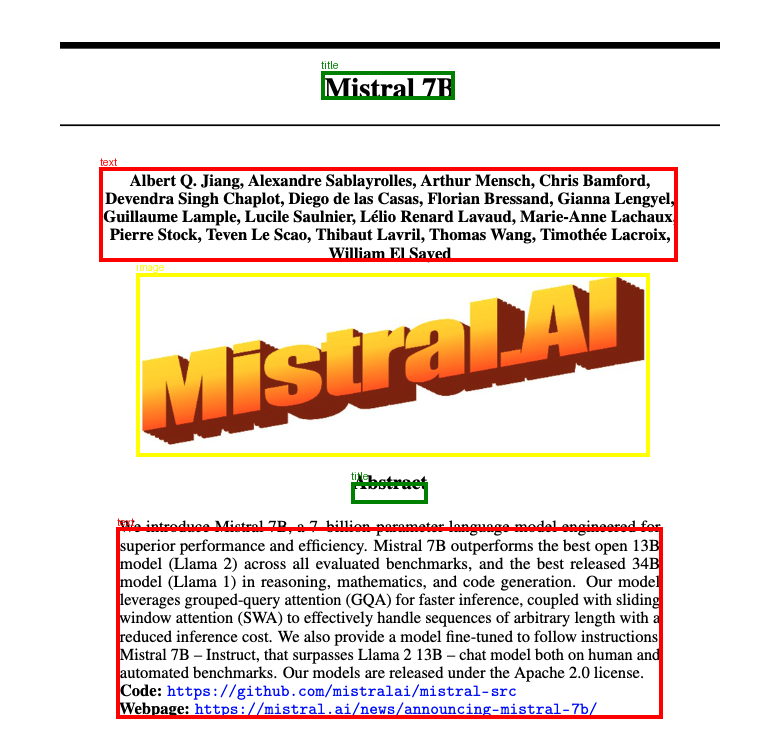 title
Mistral 7B
text
Albert Q. Jiang, Alexandre Sablayrolles, Arthur Mensch, Chris Bamford,
Devendra Singh Chaplot, Diego de las Casas, Florian Bressand, Gianna Lengyel,
Guillaume Lample, Lucile Saulnier, Lélio Renard Lavaud, Marie-Anne Lachaux,
Pierre Stock, Teven Le Scao, Thibaut Lavril, Thomas Wang, Timothée Lacroix,
William El Sayed
image
Mistral.AI
title
Abstract
text
We introduce Mistral 7B, a 7–billion-parameter language model engineered for
superior performance and efficiency. Mistral 7B outperforms the best open 13B
model (Llama 2) across all evaluated benchmarks, and the best released 34B
model (Llama 1) in reasoning, mathematics, and code generation. Our model
leverages grouped-query attention (GQA) for faster inference, coupled with sliding
window attention (SWA) to effectively handle sequences of arbitrary length with a
reduced inference cost. We also provide a model fine-tuned to follow instructions,
Mistral 7B – Instruct, that surpasses Llama 2 13B – chat model both on human and
automated benchmarks. Our models are released under the Apache 2.0 license.
Code: https://github.com/mistralai/mistral-src
Webpage: https://mistral.ai/news/announcing-mistral-7b/